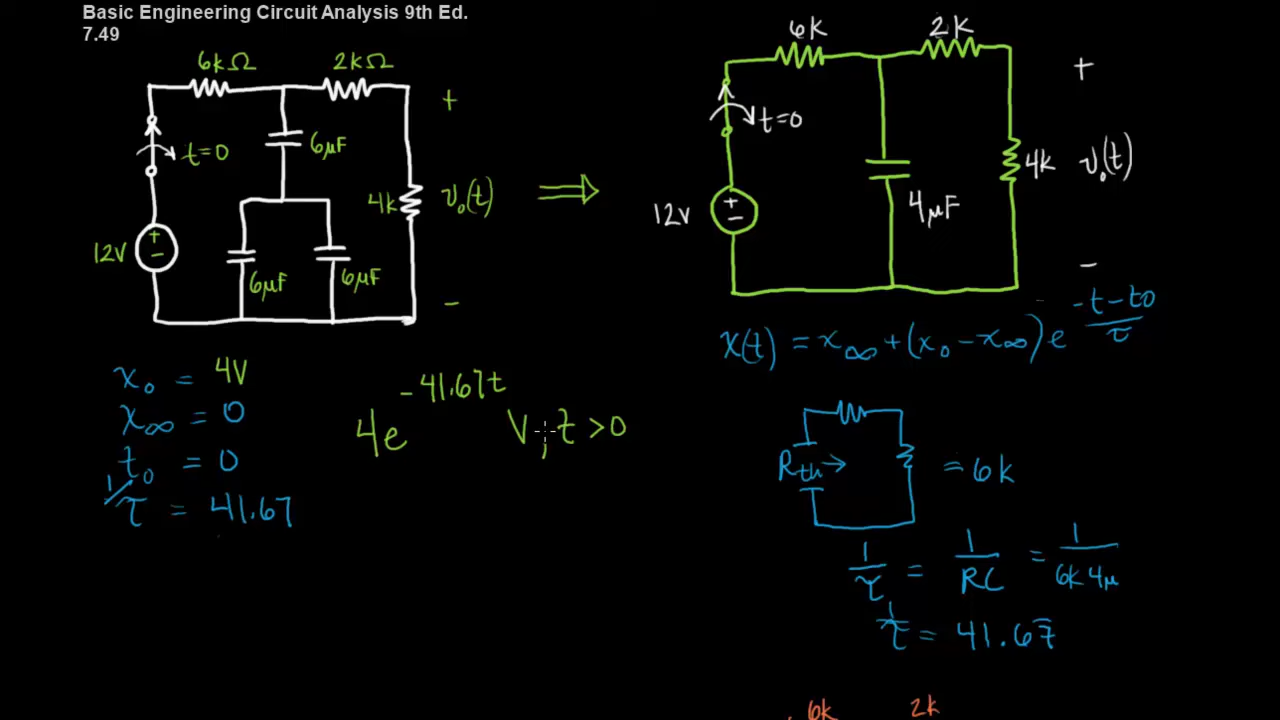 Basic Engineering Circuit Analysis 9th Ed.
7.49
6kΩ 2kΩ
t=0
6μF
4k
v₀(t)
12V
+
−
6μF 6μF
+
−
⇒
6k 2k
t=0
12V
+
−
4μF
4k
v₀(t)
+
−
x(t) = x∞ + (x₀ − x∞) e^(−t−t0)/τ
x₀ = 4V
x∞ = 0
t₀ = 0
1/τ = 41.67
4e^−41.67t V; t > 0
Rth→ = 6k
1/τ = 1/RC = 1/6k4μ
1/τ = 41.67
6k 2k